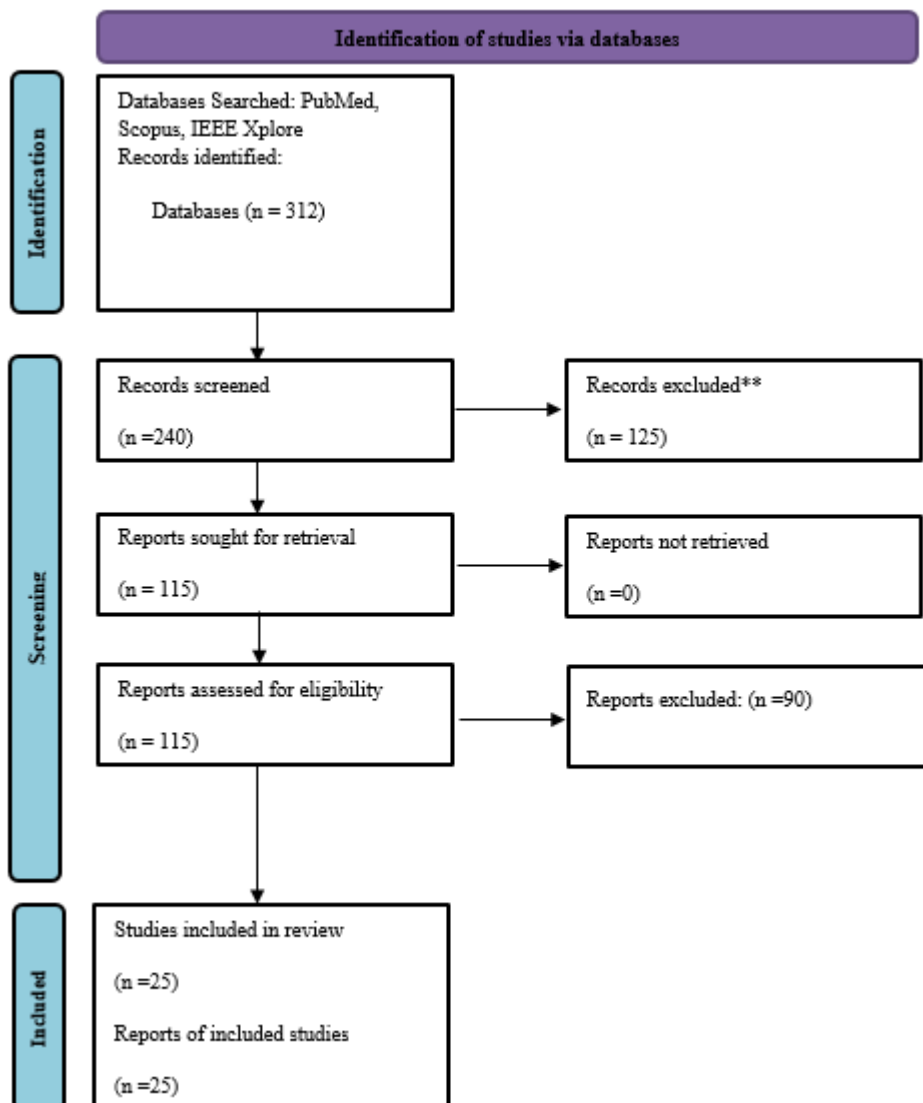 Identification of studies via databases
Identification
Databases Searched: PubMed,
Scopus, IEEE Xplore
Records identified:
Databases (n = 312)
Screening
Records screened
(n =240)
Records excluded**
(n = 125)
Reports sought for retrieval
(n = 115)
Reports not retrieved
(n =0)
Reports assessed for eligibility
(n = 115)
Reports excluded: (n =90)
Included
Studies included in review
(n =25)
Reports of included studies
(n =25)